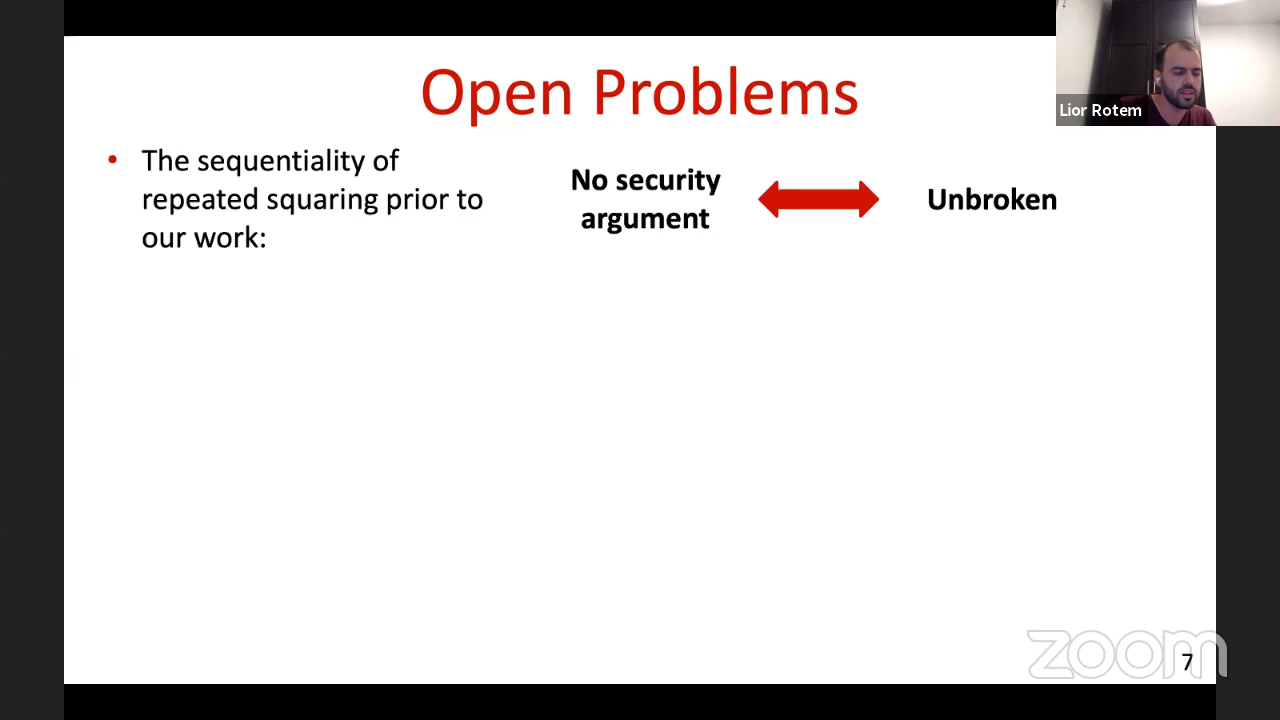 Open Problems
Lior Rotem
• The sequentiality of
repeated squaring prior to
our work:
No security
argument
Unbroken
zoom
7